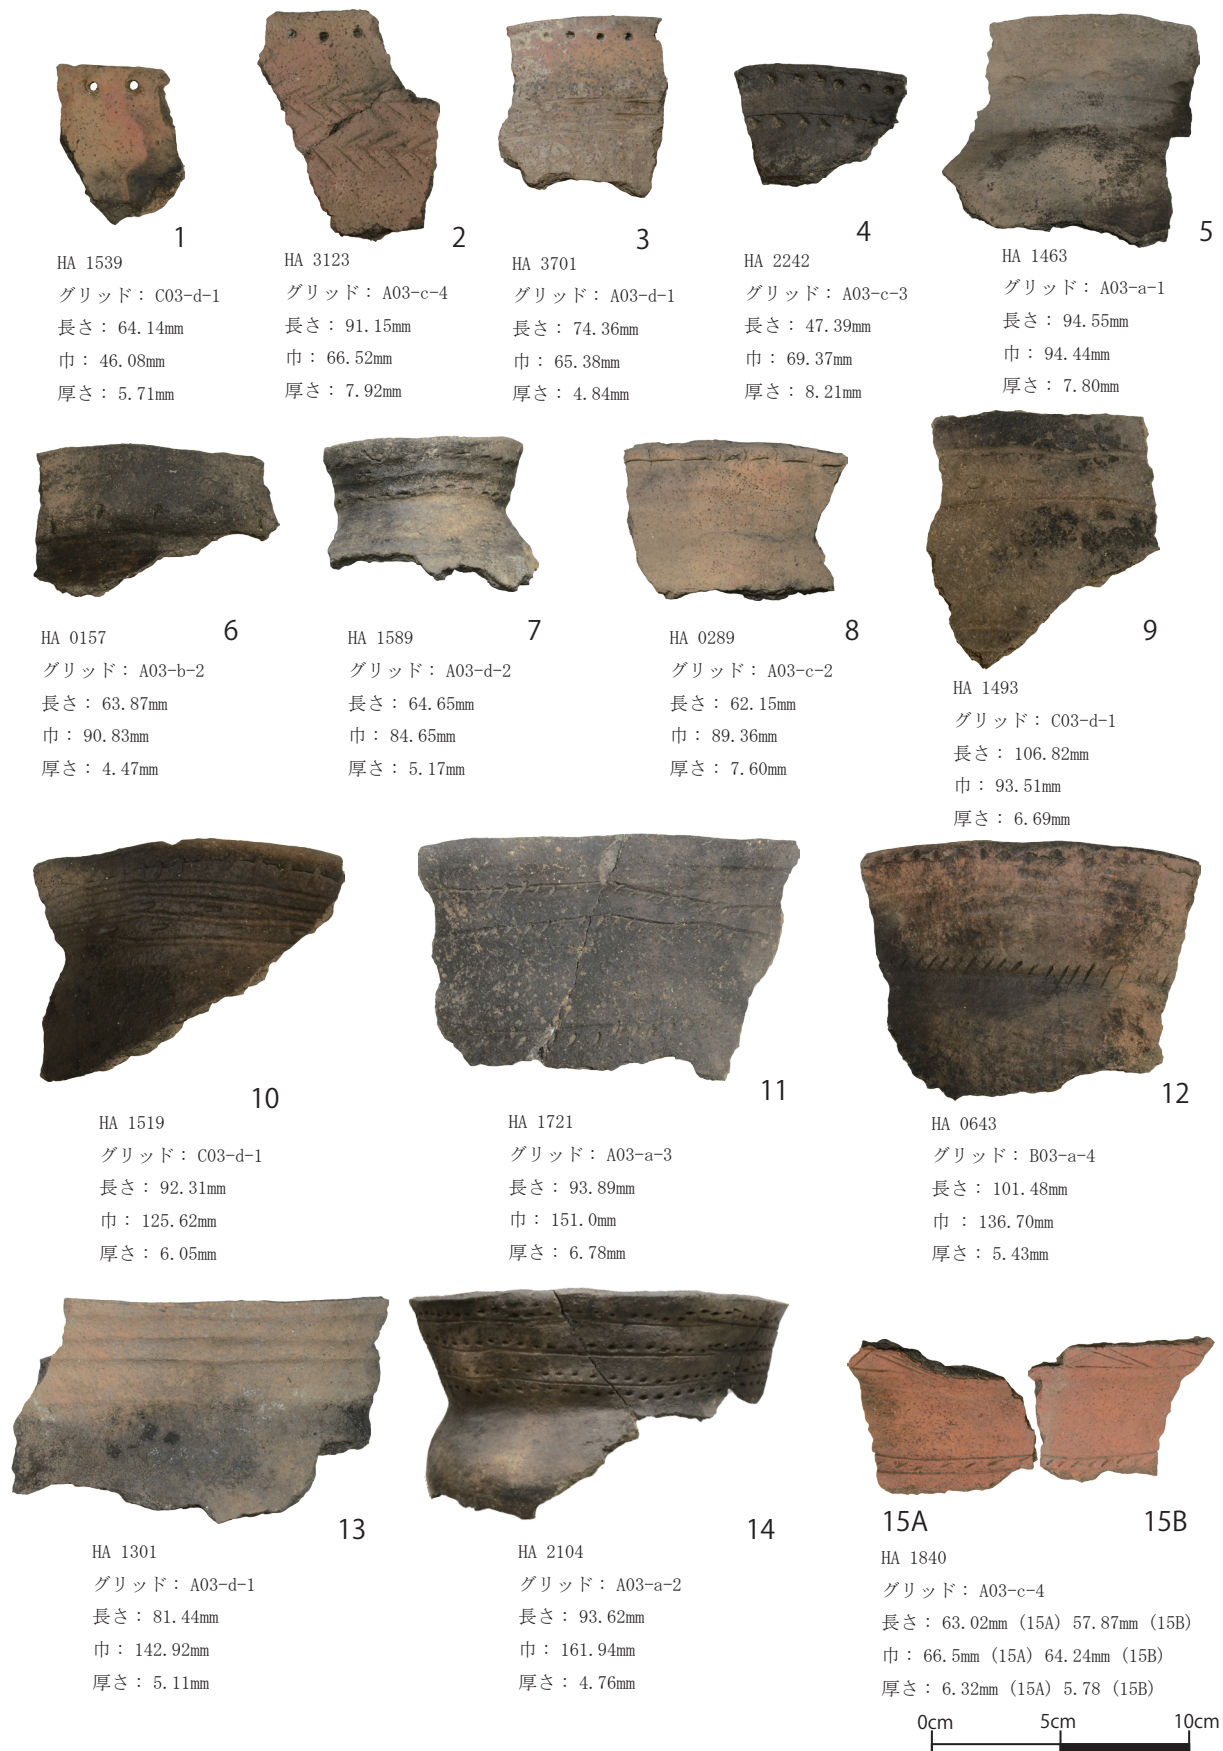 1
HA 1539
グリッド： C03-d-1
長さ： 64.14mm
巾： 46.08mm
厚さ： 5.71mm
2
HA 3123
グリッド： A03-c-4
長さ： 91.15mm
巾： 66.52mm
厚さ： 7.92mm
3
HA 3701
グリッド： A03-d-1
長さ： 74.36mm
巾： 65.38mm
厚さ： 4.84mm
4
HA 2242
グリッド： A03-c-3
長さ： 47.39mm
巾： 69.37mm
厚さ： 8.21mm
5
HA 1463
グリッド： A03-a-1
長さ： 94.55mm
巾： 94.44mm
厚さ： 7.80mm
6
HA 0157
グリッド： A03-b-2
長さ： 63.87mm
巾： 90.83mm
厚さ： 4.47mm
7
HA 1589
グリッド： A03-d-2
長さ： 64.65mm
巾： 84.65mm
厚さ： 5.17mm
8
HA 0289
グリッド： A03-c-2
長さ： 62.15mm
巾： 89.36mm
厚さ： 7.60mm
9
HA 1493
グリッド： C03-d-1
長さ： 106.82mm
巾： 93.51mm
厚さ： 6.69mm
10
HA 1519
グリッド： C03-d-1
長さ： 92.31mm
巾： 125.62mm
厚さ： 6.05mm
11
HA 1721
グリッド： A03-a-3
長さ： 93.89mm
巾： 151.0mm
厚さ： 6.78mm
12
HA 0643
グリッド： B03-a-4
長さ： 101.48mm
巾 ： 136.70mm
厚さ： 5.43mm
13
HA 1301
グリッド： A03-d-1
長さ： 81.44mm
巾： 142.92mm
厚さ： 5.11mm
14
HA 2104
グリッド： A03-a-2
長さ： 93.62mm
巾： 161.94mm
厚さ： 4.76mm
15A 15B
HA 1840
グリッド： A03-c-4
長さ： 63.02mm (15A) 57.87mm (15B)
巾： 66.5mm (15A) 64.24mm (15B)
厚さ： 6.32mm (15A) 5.78 (15B)
0cm 5cm 10cm